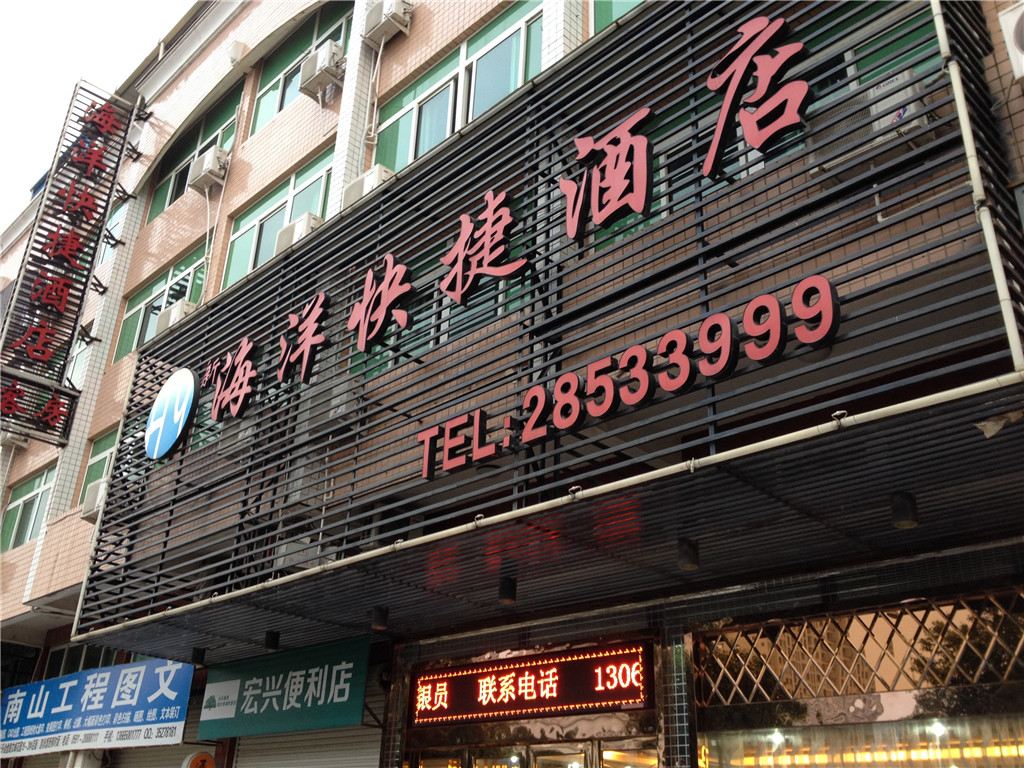 海洋快捷酒店
客房
新海洋快捷酒店
TEL:28533999
南山工程图文
宏兴便利店
银员 联系电话 1306